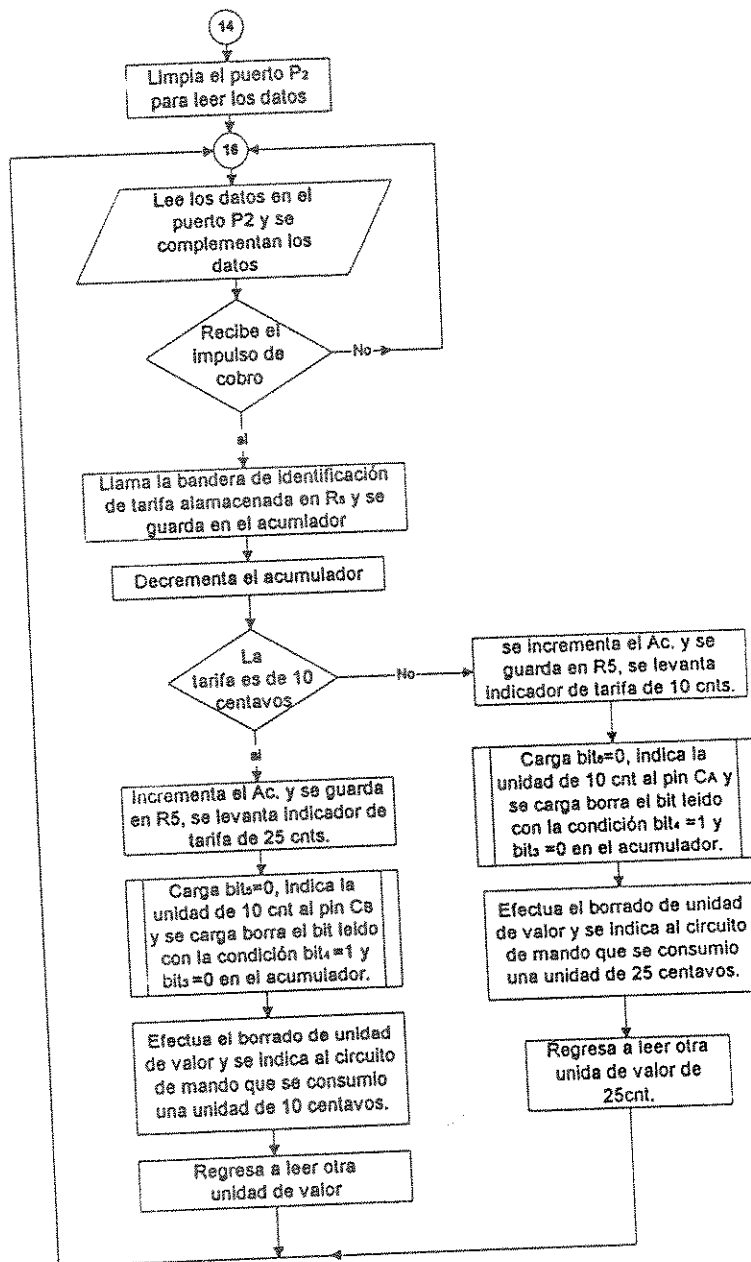 14
Limpia el puerto P2
para leer los datos
16
Lee los datos en el
puerto P2 y se
complementan los
datos
Recibe el
impulso de
cobro
No
si
Llama la bandera de identificación
de tarifa alamacenada en R5 y se
guarda en el acumlador
Decrementa el acumulador
La
tarifa es de 10
centavos
No
si
se incrementa el Ac. y se
guarda en R5, se levanta
indicador de tarifa de 10 cnts.
Carga bit6=0, indica la
unidad de 10 cnt al pin CA y
se carga borra el bit leido
con la condición bit4 =1 y
bit3 =0 en el acumulador.
Efectua el borrado de unidad
de valor y se indica al circuito
de mando que se consumio
una unidad de 25 centavos.
Regresa a leer otra
unida de valor de
25cnt.
Incrementa el Ac. y se guarda
en R5, se levanta indicador de
tarifa de 25 cnts.
Carga bit5=0, indica la
unidad de 10 cnt al pin CB
y se carga borra el bit leido
con la condición bit4 =1 y
bit3 =0 en el acumulador.
Efectua el borrado de unidad
de valor y se indica al circuito
de mando que se consumio
una unidad de 10 centavos.
Regresa a leer otra
unidad de valor